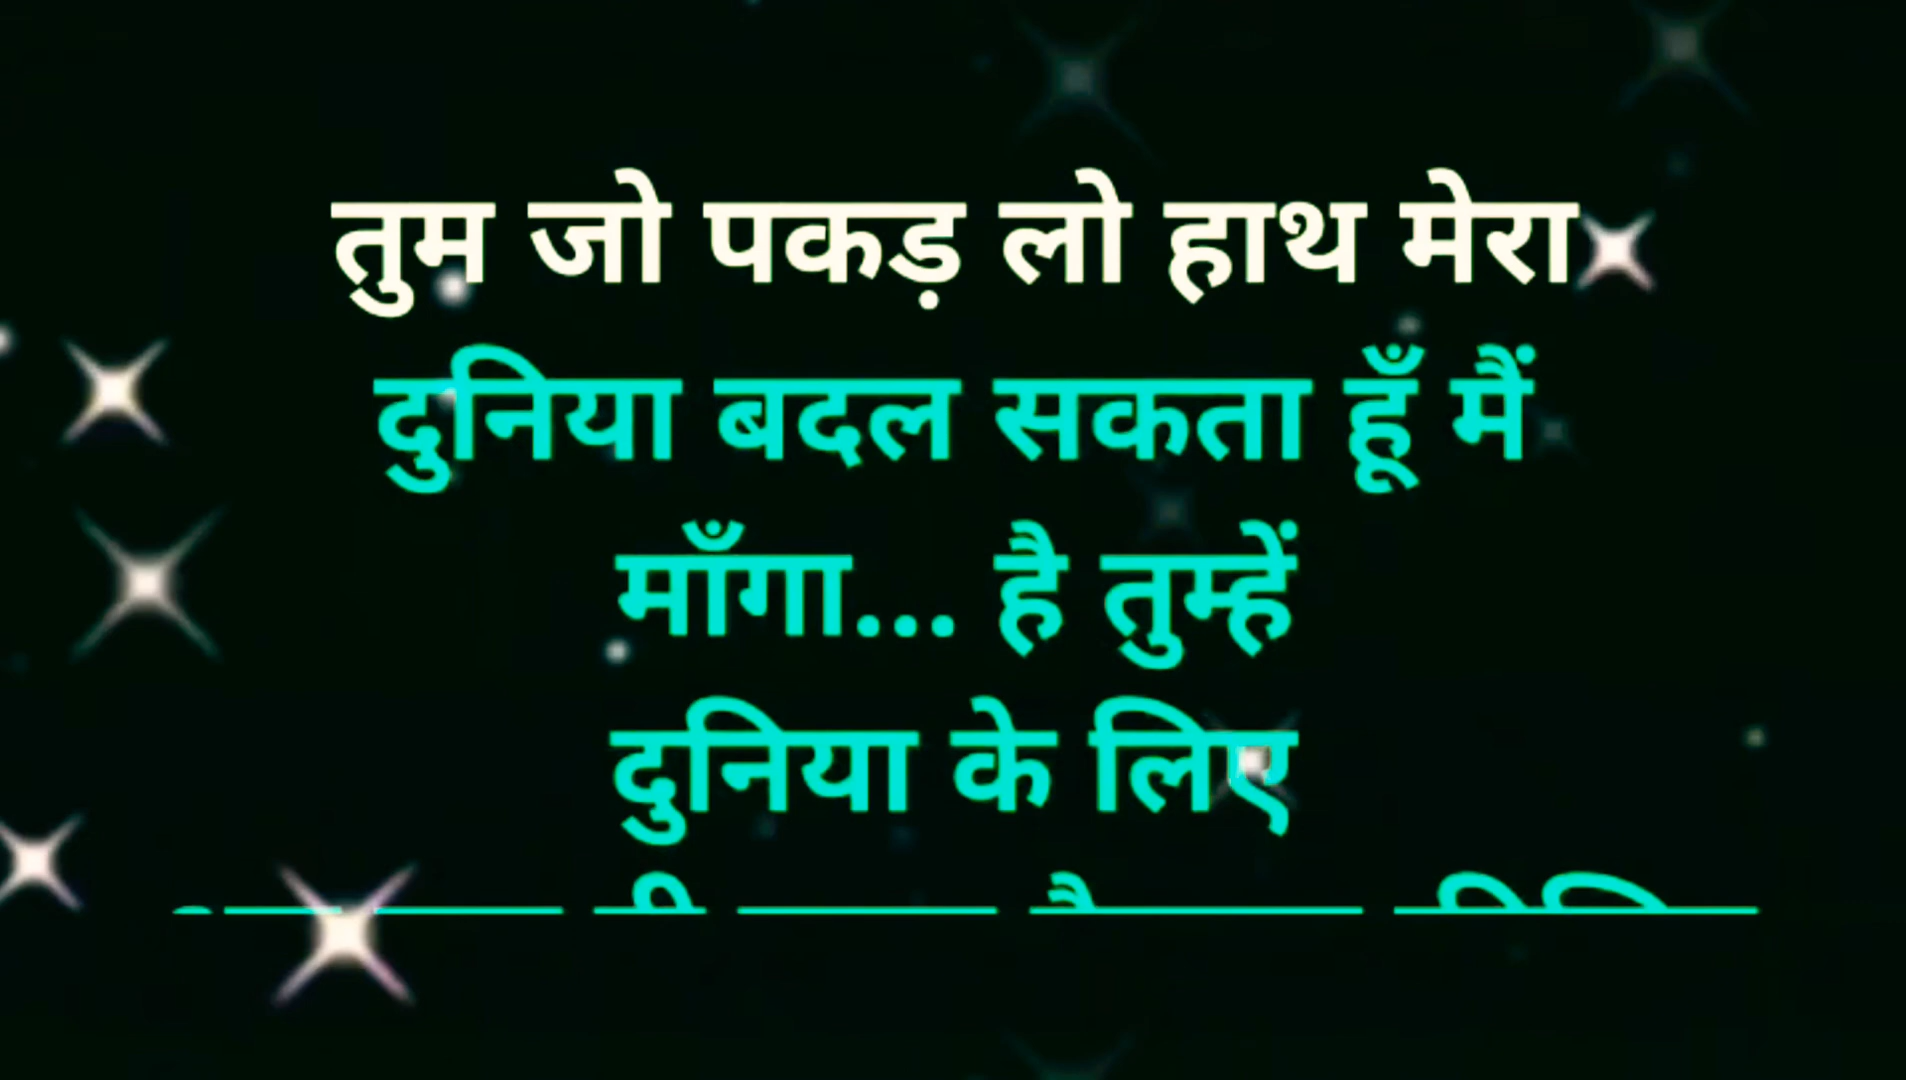 तुम जो पकड़ लो हाथ मेरा
दुनिया बदल सकता हूँ मैं
माँगा... है तुम्हें
दुनिया के लिए